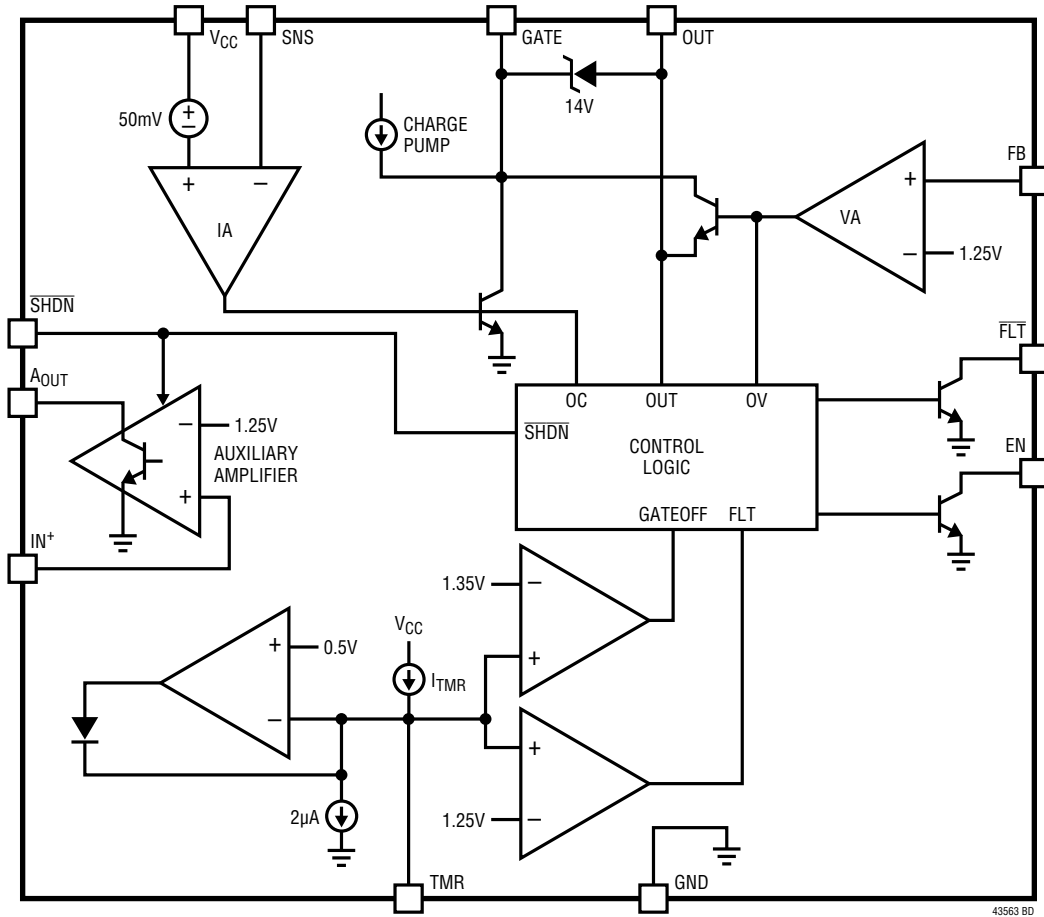 VCC
SNS
GATE
OUT
14V
50mV
+
–
CHARGE
PUMP
FB
+
–
IA
+
VA
–
1.25V
SHDN
FLT
AOUT
OC
OUT
OV
SHDN
–
1.25V
AUXILIARY
AMPLIFIER
CONTROL
LOGIC
EN
+
GATEOFF
FLT
IN+
1.35V
–
VCC
+
0.5V
+
ITMR
–
+
2µA
1.25V
–
TMR
GND
43563 BD